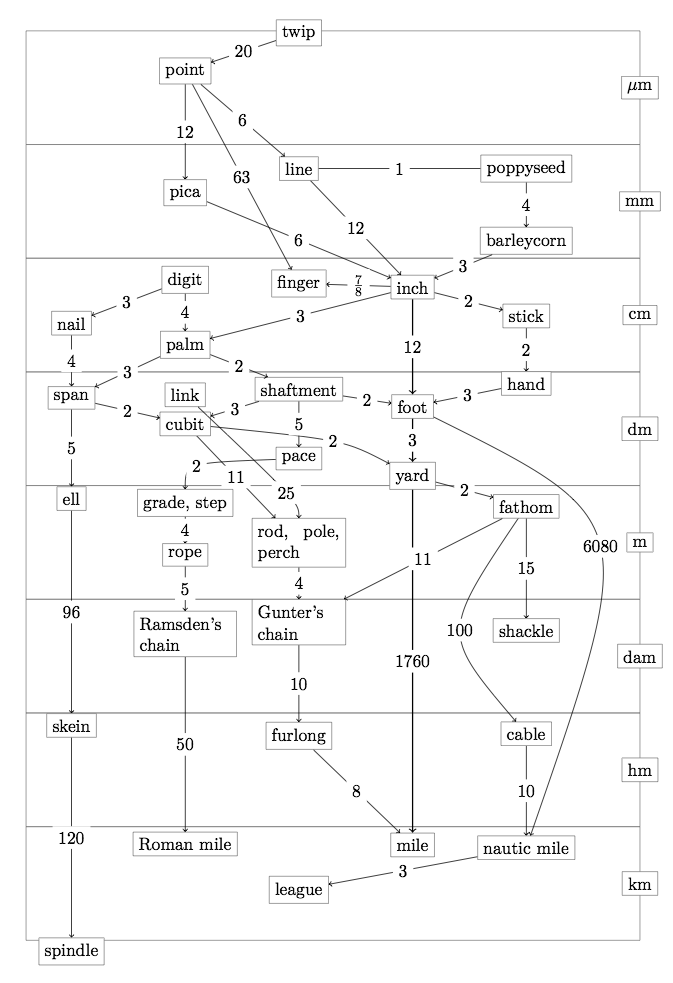 twip
20
point
μm
6
12
line
1
poppyseed
63
pica
4
mm
12
6
barleycorn
3
digit
finger
7/8
inch
3
2
4
3
stick
cm
nail
12
2
palm
4
3
2
hand
span
link
shaftment
2
3
foot
2
3
cubit
5
2
3
dm
5
pace
2
11
yard
25
2
ell
grade, step
fathom
4
rod, pole,
perch
6080
m
rope
11
15
5
4
96
Ramsden's
chain
Gunter's
chain
100
shackle
1760
dam
10
skein
furlong
cable
50
hm
8
10
120
Roman mile
mile
nautic mile
3
league
km
spindle